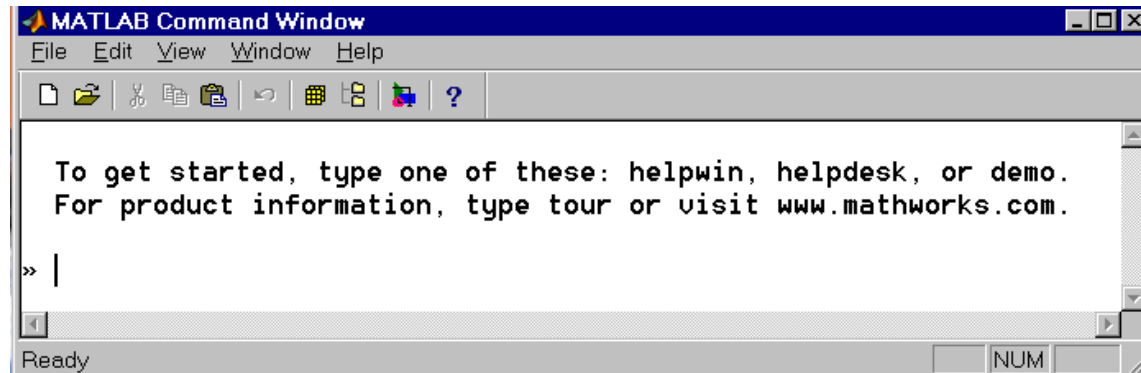 MATLAB Command Window
File Edit View Window Help
?
To get started, type one of these: helpwin, helpdesk, or demo.
For product information, type tour or visit www.mathworks.com.
»
Ready NUM